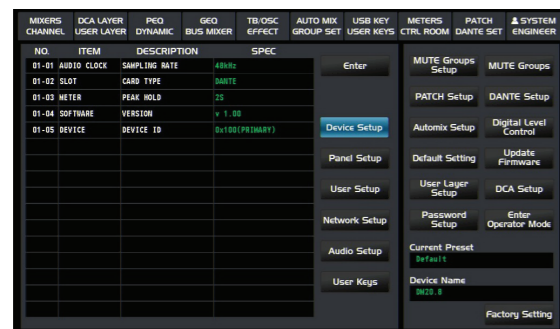 MIXERS DCA LAYER PEQ GEQ TB/OSC AUTO MIX USB KEY METERS PATCH SYSTEM
CHANNEL USER LAYER DYNAMIC BUS MIXER EFFECT GROUP SET USER KEYS CTRL ROOM DANTE SET ENGINEER
NO. ITEM DESCRIPTION SPEC
01-01 AUDIO CLOCK SAMPLING RATE 48kHz
01-02 SLOT CARD TYPE DANTE
01-03 METER PEAK HOLD 2S
01-04 SOFTWARE VERSION v 1.00
01-05 DEVICE DEVICE ID 0x100(PRIMARY)
Enter
Device Setup
Panel Setup
User Setup
Network Setup
Audio Setup
User Keys
MUTE Groups
Setup
MUTE Groups
PATCH Setup
DANTE Setup
Automix Setup
Digital Level
Control
Default Setting
Update
Firmware
User Layer
Setup
DCA Setup
Password
Setup
Enter
Operator Mode
Current Preset
Default
Device Name
DM20.8
Factory Setting